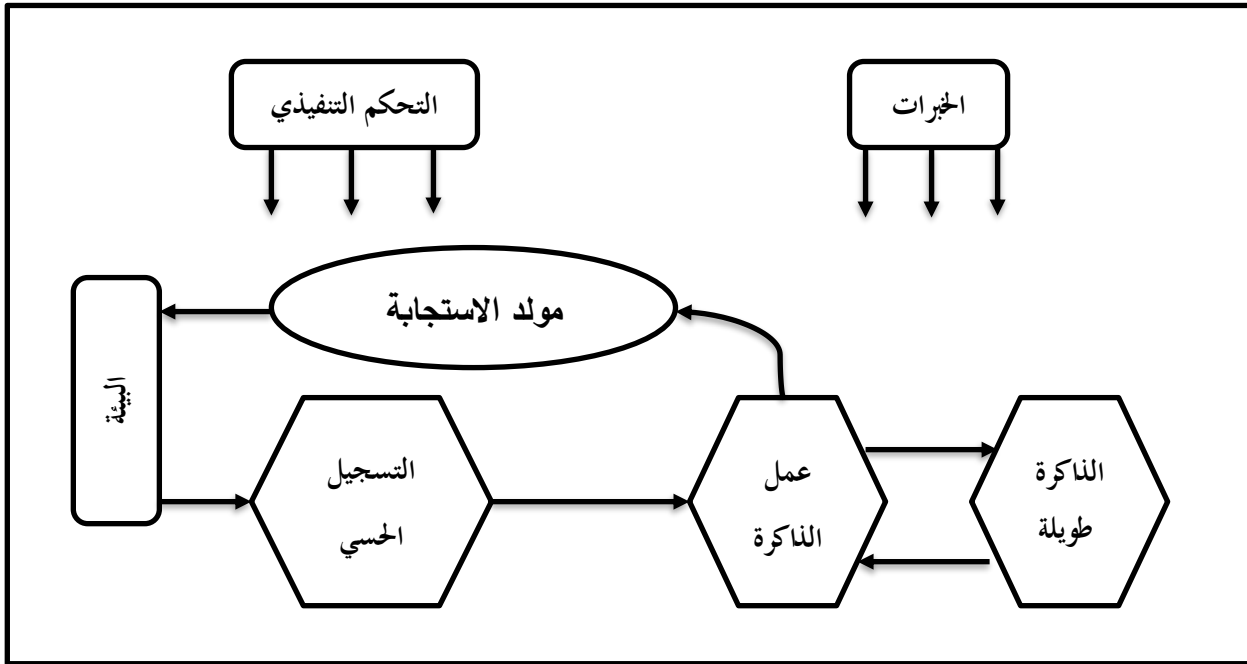 الخبرات
التحكم التنفيذي
مولد الاستجابة
البيئة
الذاكرة
طويلة
عمل
الذاكرة
التسجيل
الحسي